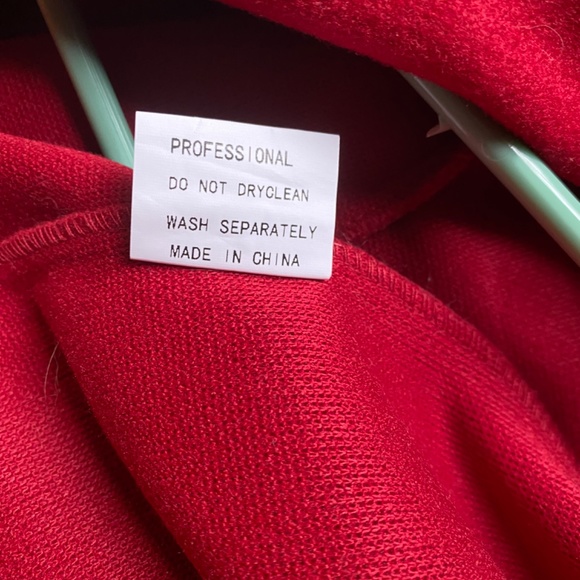 PROFESSIONAL
DO NOT DRYCLEAN
WASH SEPARATELY
MADE IN CHINA